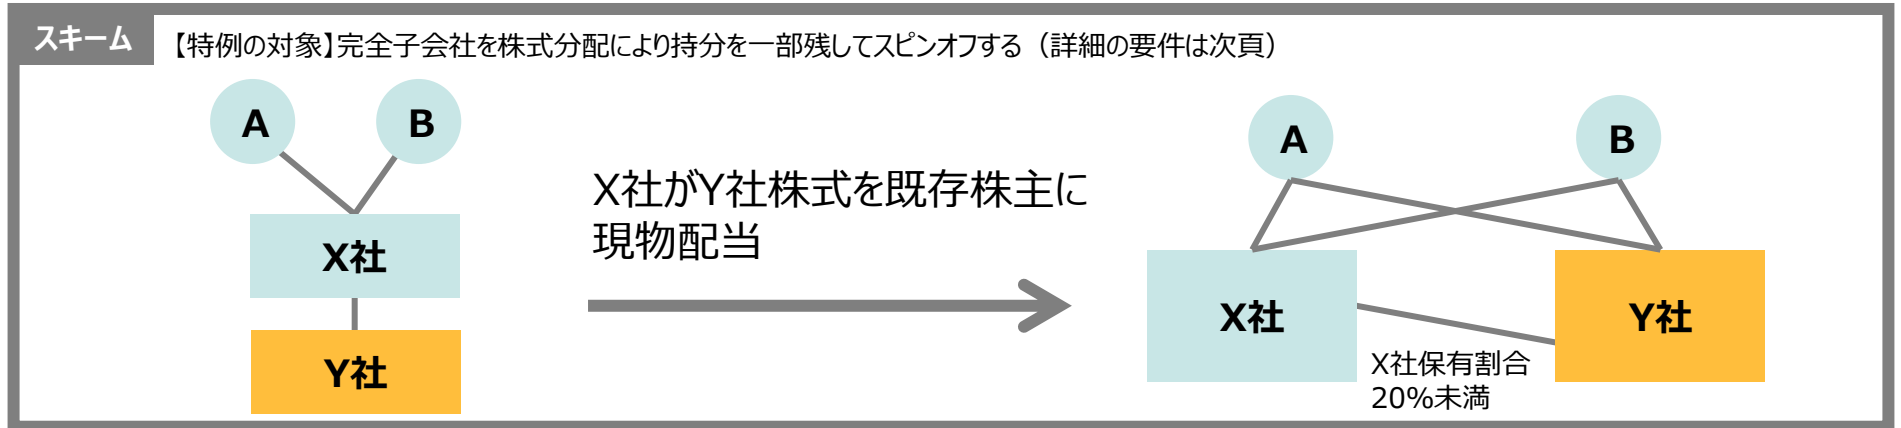 スキーム
【特例の対象】完全子会社を株式分配により持分を一部残してスピンオフする（詳細の要件は次頁）
A
B
X社
Y社
X社がY社株式を既存株主に
現物配当
A
B
X社
Y社
X社保有割合
20%未満